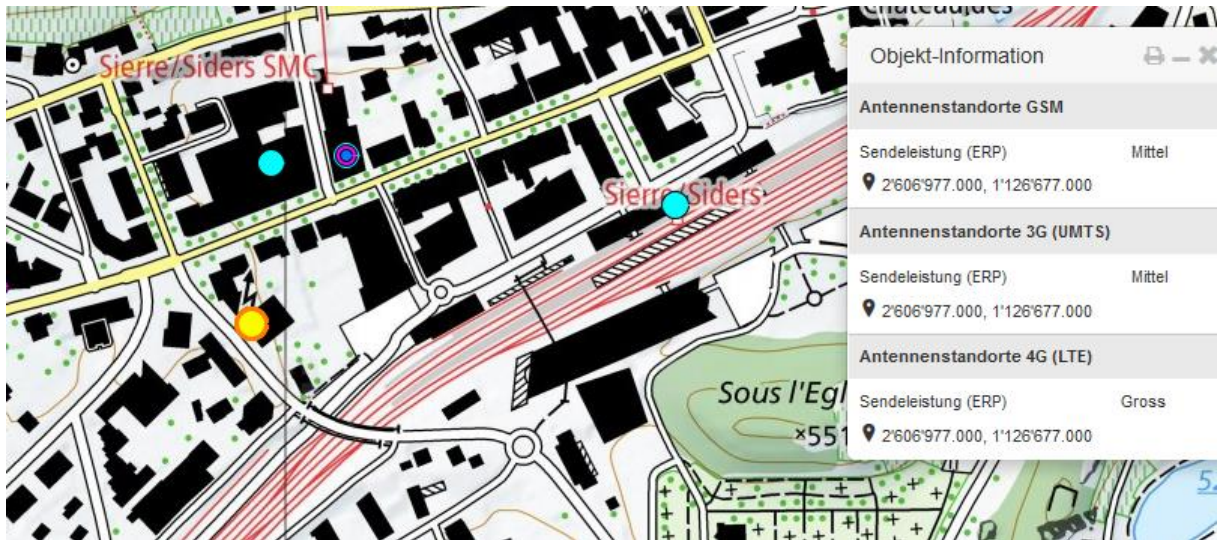 Châteauldes
Sierre/Siders SMC
Sierre/Siders
Sous l'Egl
×551
Objekt-Information
Antennenstandorte GSM
Sendeleistung (ERP) Mittel
2'606'977.000, 1'126'677.000
Antennenstandorte 3G (UMTS)
Sendeleistung (ERP) Mittel
2'606'977.000, 1'126'677.000
Antennenstandorte 4G (LTE)
Sendeleistung (ERP) Gross
2'606'977.000, 1'126'677.000